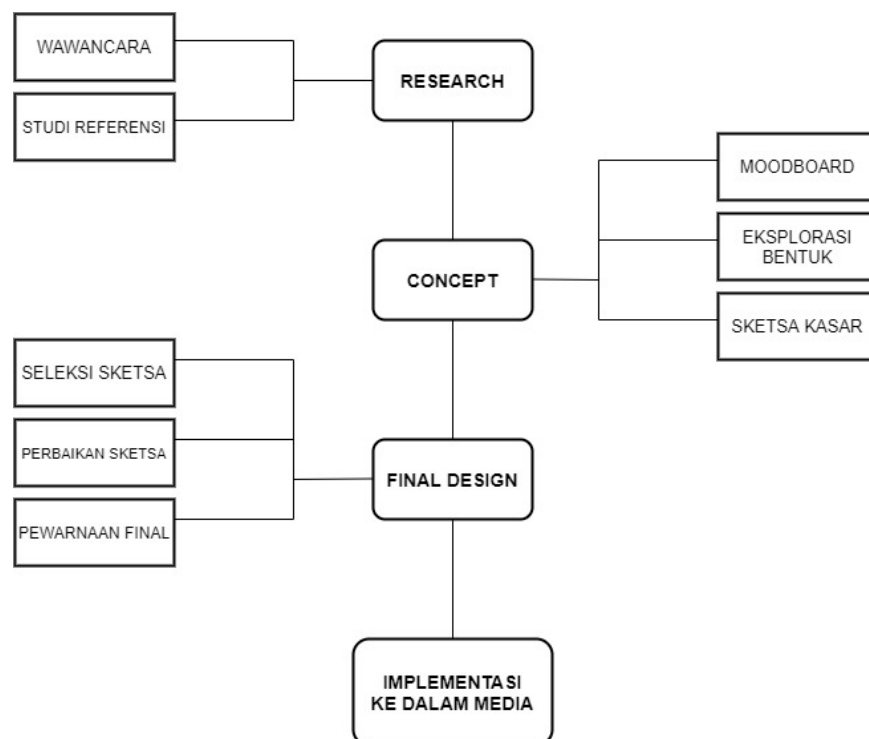 WAWANCARA
RESEARCH
STUDI REFERENSI
MOODBOARD
EKSPLORASI
BENTUK
CONCEPT
SKETSA KASAR
SELEKSI SKETSA
PERBAIKAN SKETSA
FINAL DESIGN
PEWARNAAN FINAL
IMPLEMENTASI
KE DALAM MEDIA